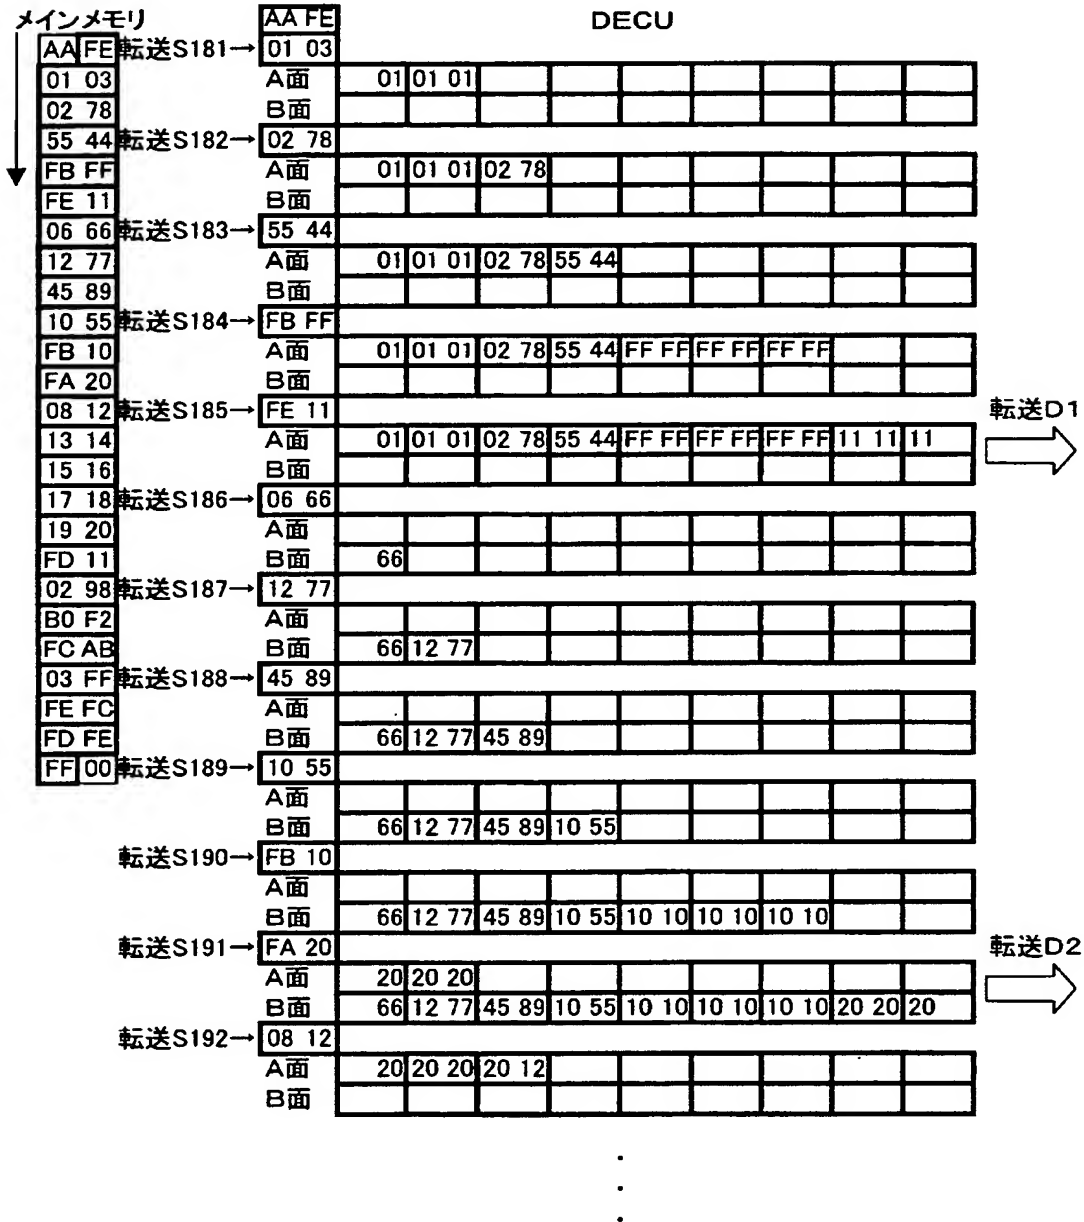 メインメモリ AA FE DECU
AA FE 転送S181→ 01 03
01 03 A面 01 01 01
02 78 B面
55 44 転送S182→ 02 78
FB FF A面 01 01 01 02 78
FE 11 B面
06 66 転送S183→ 55 44
12 77 A面 01 01 01 02 78 55 44
45 89 B面
10 55 転送S184→ FB FF
FB 10 A面 01 01 01 02 78 55 44 FF FF FF FF FF FF
FA 20 B面
08 12 転送S185→ FE 11 転送D1
13 14 A面 01 01 01 02 78 55 44 FF FF FF FF FF FF 11 11 11
15 16 B面
17 18 転送S186→ 06 66
19 20 A面
FD 11 B面 66
02 98 転送S187→ 12 77
B0 F2 A面
FC AB B面 66 12 77
03 FF 転送S188→ 45 89
FE FC A面
FD FE B面 66 12 77 45 89
FF 00 転送S189→ 10 55
A面
B面 66 12 77 45 89 10 55
転送S190→ FB 10
A面
B面 66 12 77 45 89 10 55 10 10 10 10 10 10
転送S191→ FA 20 転送D2
A面 20 20 20
B面 66 12 77 45 89 10 55 10 10 10 10 10 10 20 20 20
転送S192→ 08 12
A面 20 20 20 20 12
B面